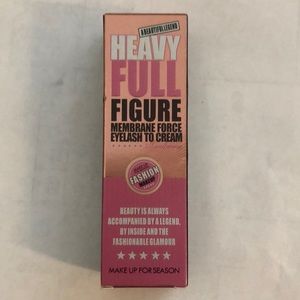 #BEAUTIFULLEGEND
HEAVY
FULL
FIGURE
MEMBRANE FORCE
EYELASH TO CREAM
FASHION
BEAUTY IS ALWAYS
ACCOMPANIED BY A LEGEND,
BY INSIDE AND THE
FASHIONABLE GLAMOUR
MAKE UP FOR SEASON